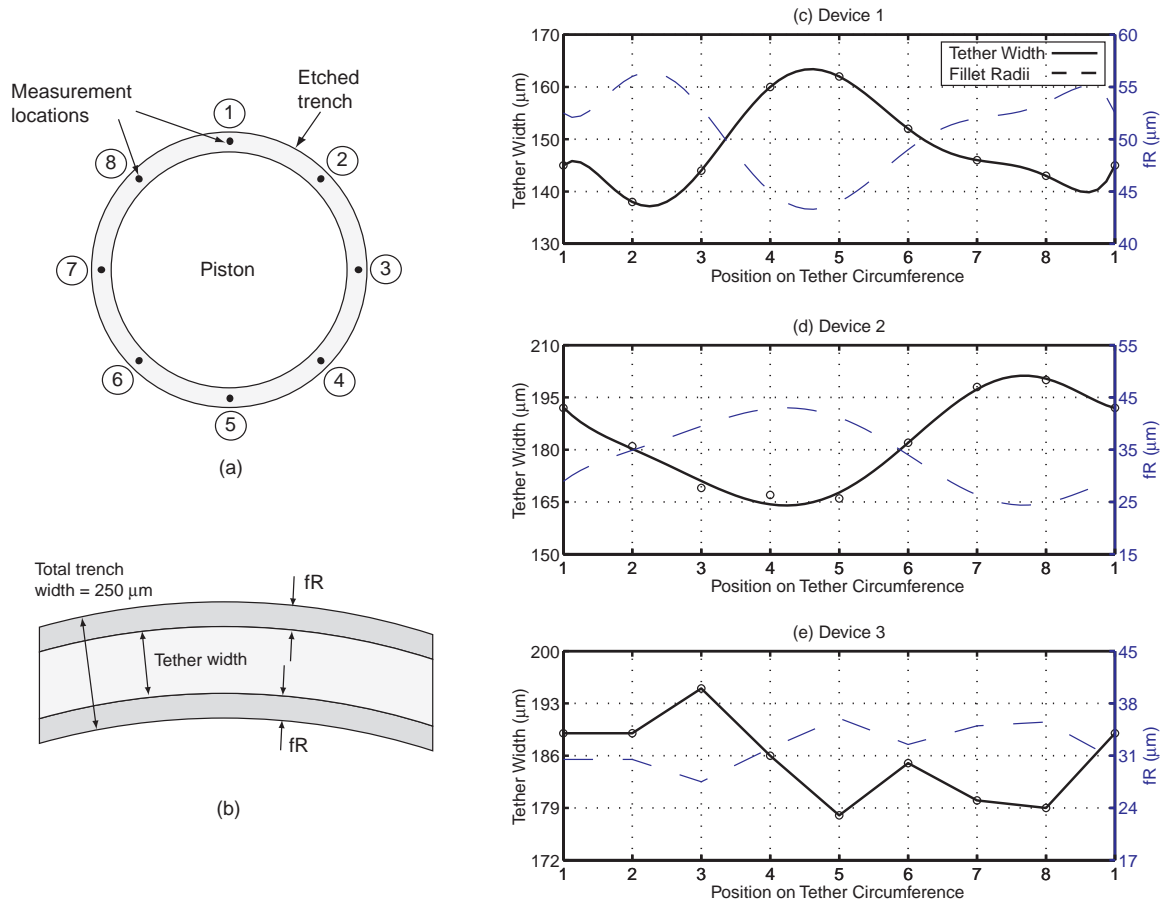 Measurement
locations
Etched
trench
1
2
3
4
5
6
7
8
Piston
(a)
Total trench
width = 250 μm
fR
Tether width
fR
(b)
(c) Device 1
Tether Width (μm)
170
160
150
140
130
Tether Width
Fillet Radii
60
55
50
45
40
fR (μm)
1 2 3 4 5 6 7 8 1
Position on Tether Circumference
(d) Device 2
Tether Width (μm)
210
195
180
165
150
55
45
35
25
15
fR (μm)
1 2 3 4 5 6 7 8 1
Position on Tether Circumference
(e) Device 3
Tether Width (μm)
200
193
186
179
172
45
38
31
24
17
fR (μm)
1 2 3 4 5 6 7 8 1
Position on Tether Circumference